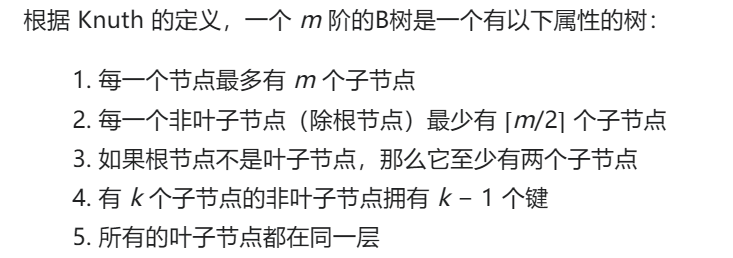 根据 Knuth 的定义，一个 m 阶的B树是一个有以下属性的树：
1. 每一个节点最多有 m 个子节点
2. 每一个非叶子节点（除根节点）最少有 ⌈m/2⌉ 个子节点
3. 如果根节点不是叶子节点，那么它至少有两个子节点
4. 有 k 个子节点的非叶子节点拥有 k − 1 个键
5. 所有的叶子节点都在同一层